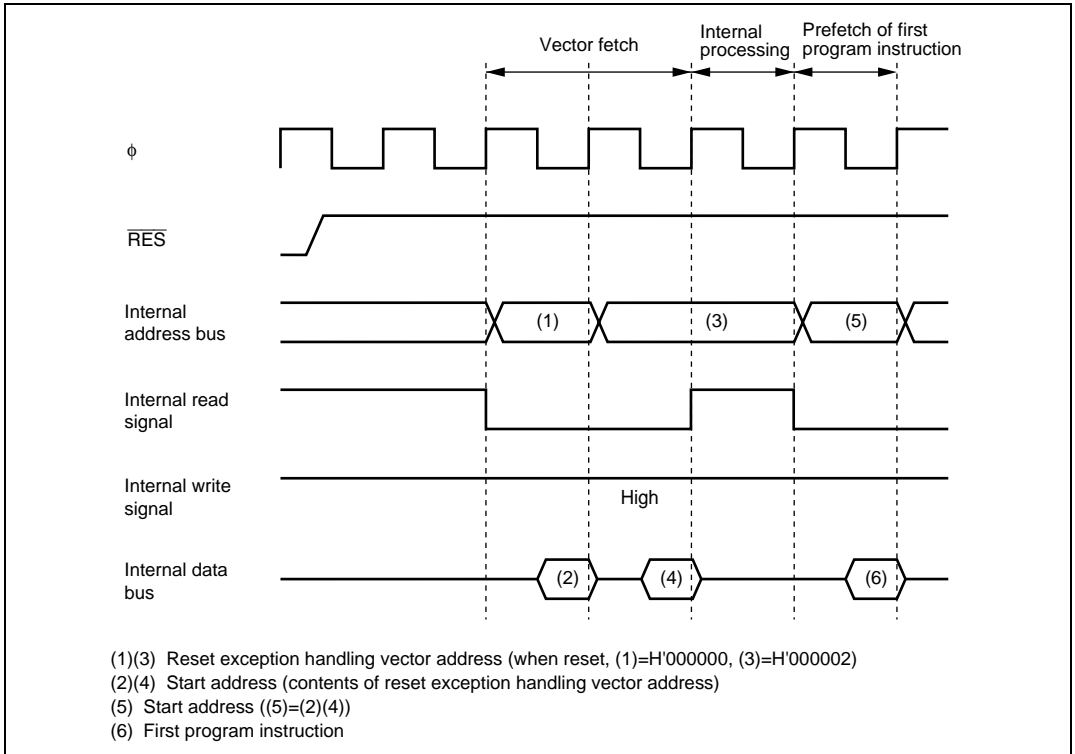 Vector fetch
Internal
processing
Prefetch of first
program instruction
φ
RES
Internal
address bus
(1)
(3)
(5)
Internal read
signal
Internal write
signal
High
Internal data
bus
(2)
(4)
(6)
(1)(3) Reset exception handling vector address (when reset, (1)=H'000000, (3)=H'000002)
(2)(4) Start address (contents of reset exception handling vector address)
(5) Start address ((5)=(2)(4))
(6) First program instruction